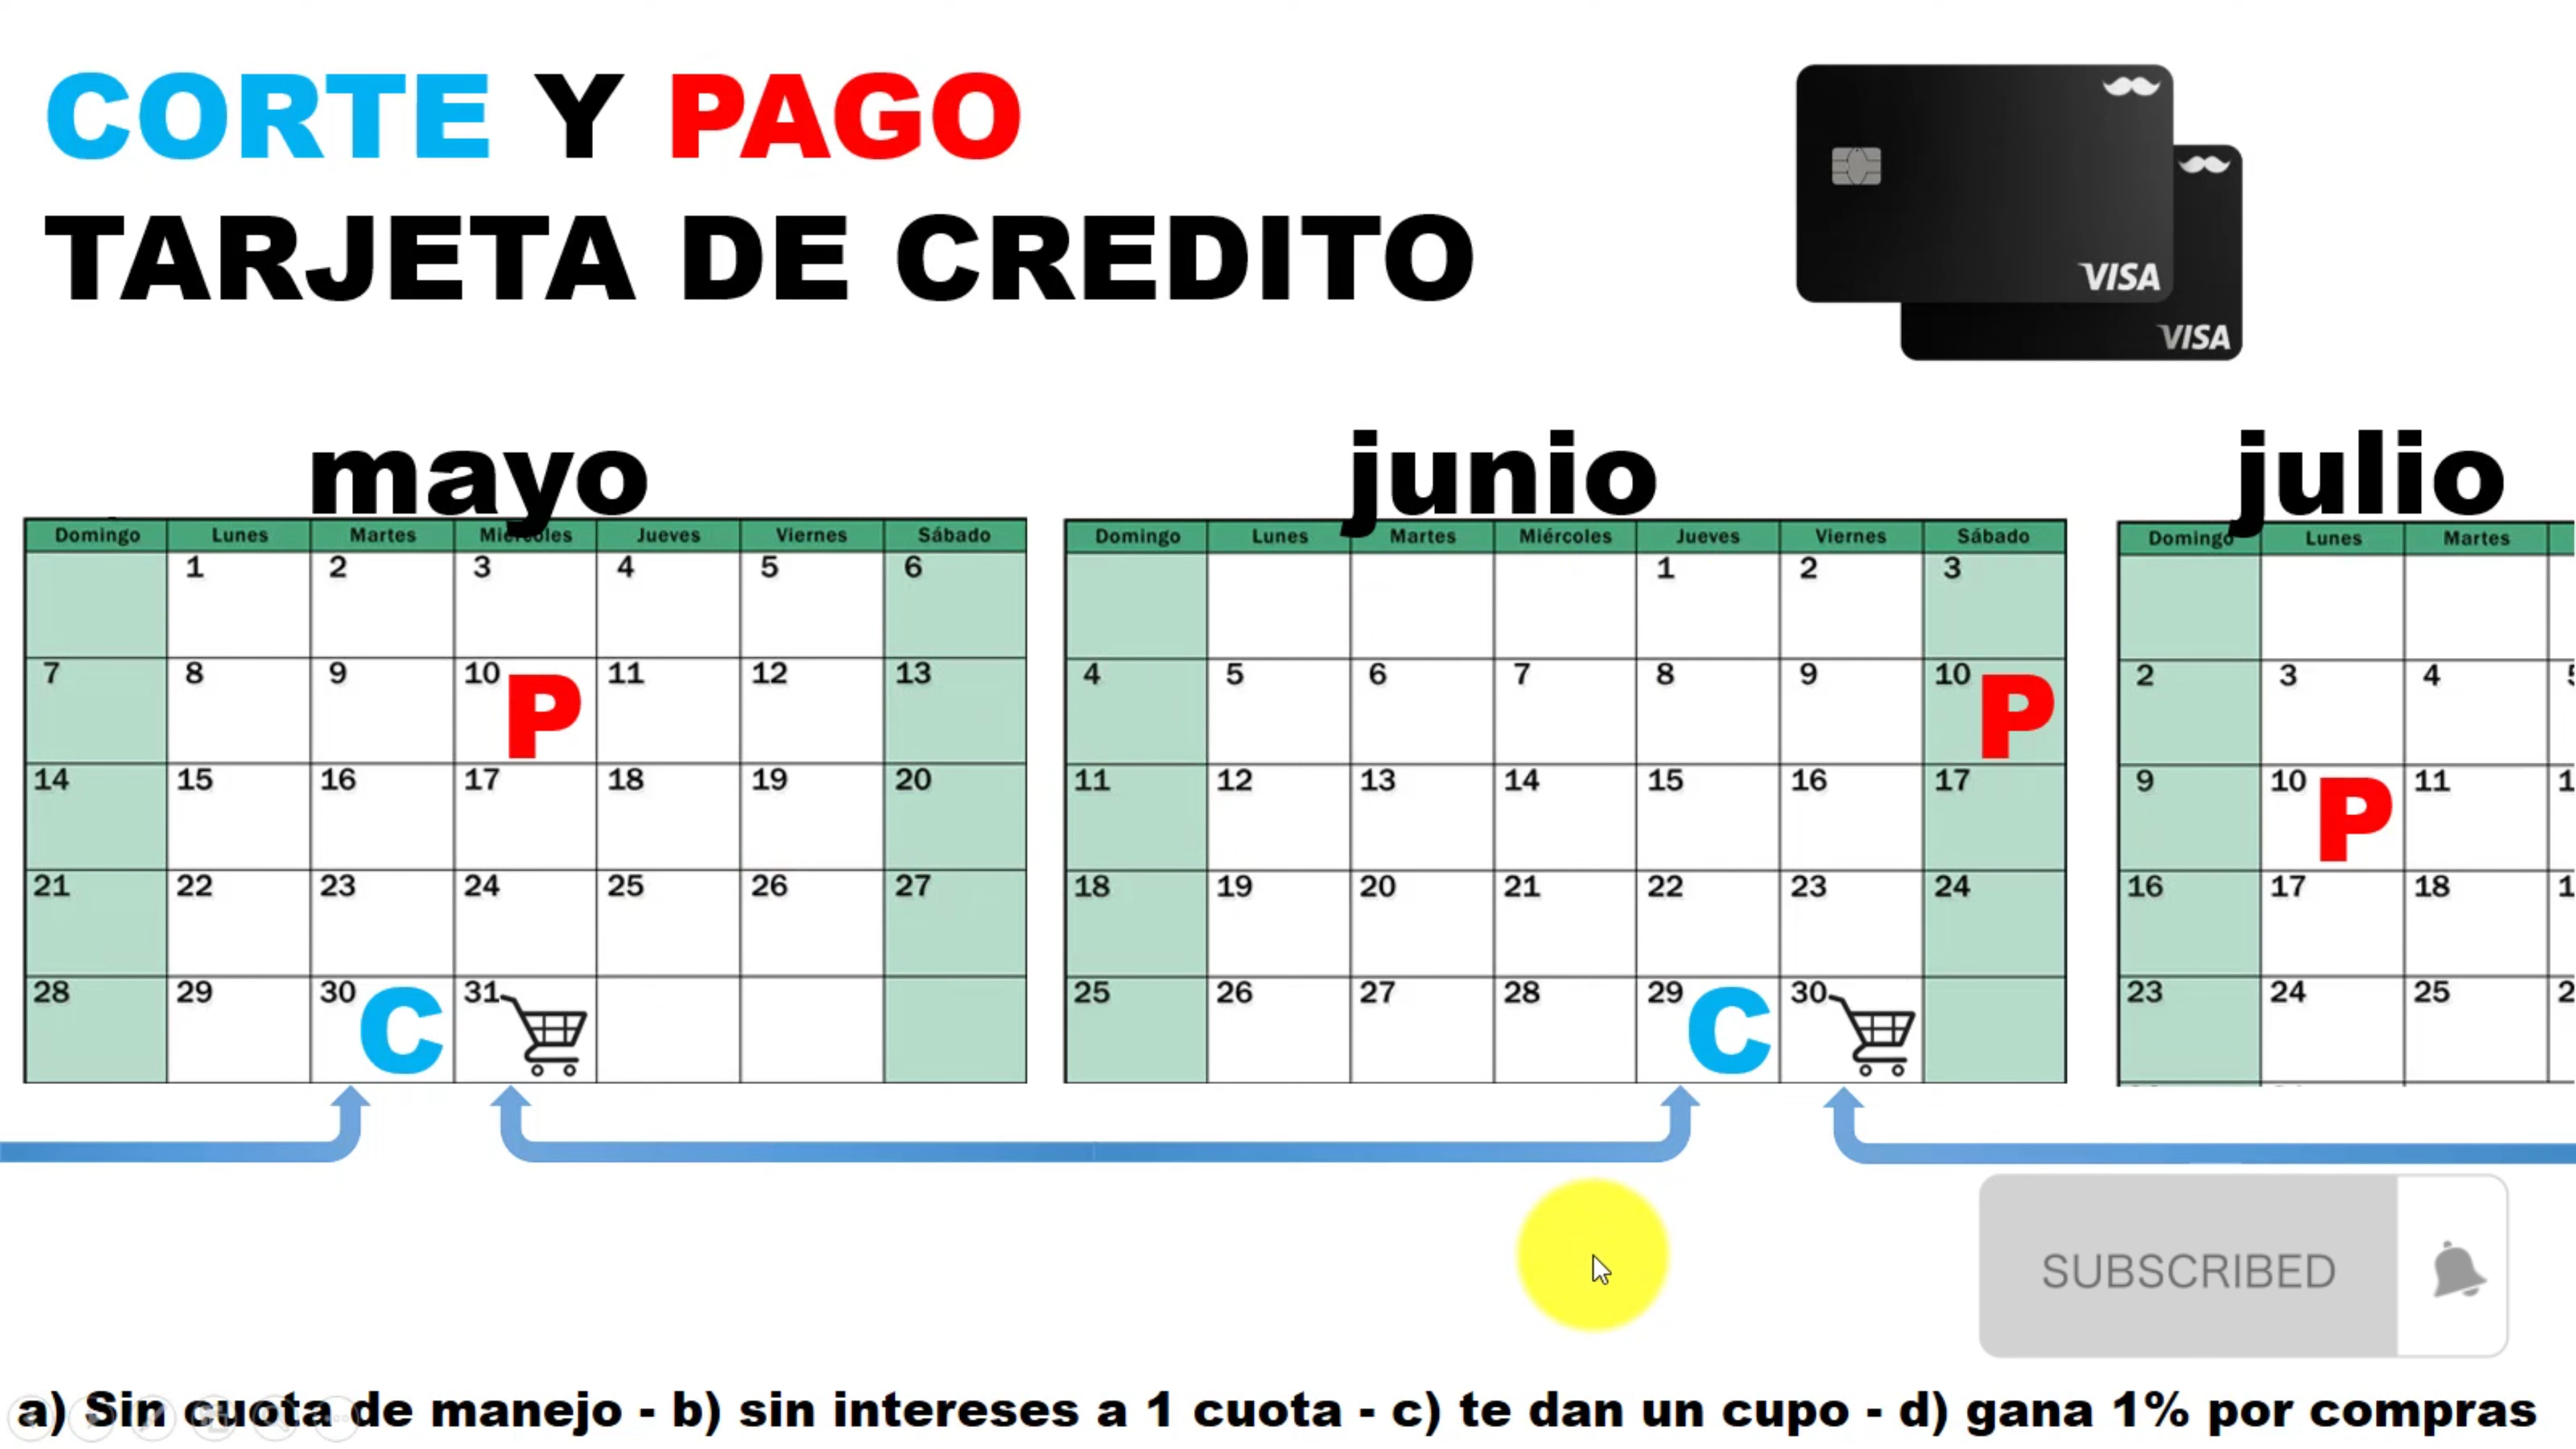 CORTE Y PAGO
TARJETA DE CREDITO
VISA
VISA
mayo
Domingo Lunes Martes Miércoles Jueves Viernes Sábado
1 2 3 4 5 6
7 8 9 10 P 11 12 13
14 15 16 17 18 19 20
21 22 23 24 25 26 27
28 29 30 C 31
junio
Domingo Lunes Martes Miércoles Jueves Viernes Sábado
1 2 3
4 5 6 7 8 9 10 P
11 12 13 14 15 16 17
18 19 20 21 22 23 24
25 26 27 28 29 C 30
julio
Domingo Lunes Martes
2 3 4
9 10 P 11
16 17 18
23 24 25
SUBSCRIBED
a) Sin cuota de manejo - b) sin intereses a 1 cuota - c) te dan un cupo - d) gana 1% por compras